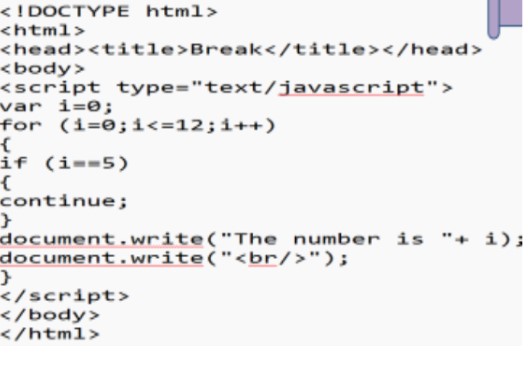 <!DOCTYPE html>
<html>
<head><title>Break</title></head>
<body>
<script type="text/javascript">
var i=0;
for (i=0;i<=12;i++)
{
if (i==5)
{
continue;
}
document.write("The number is "+ i);
document.write("<br/>");
}
</script>
</body>
</html>